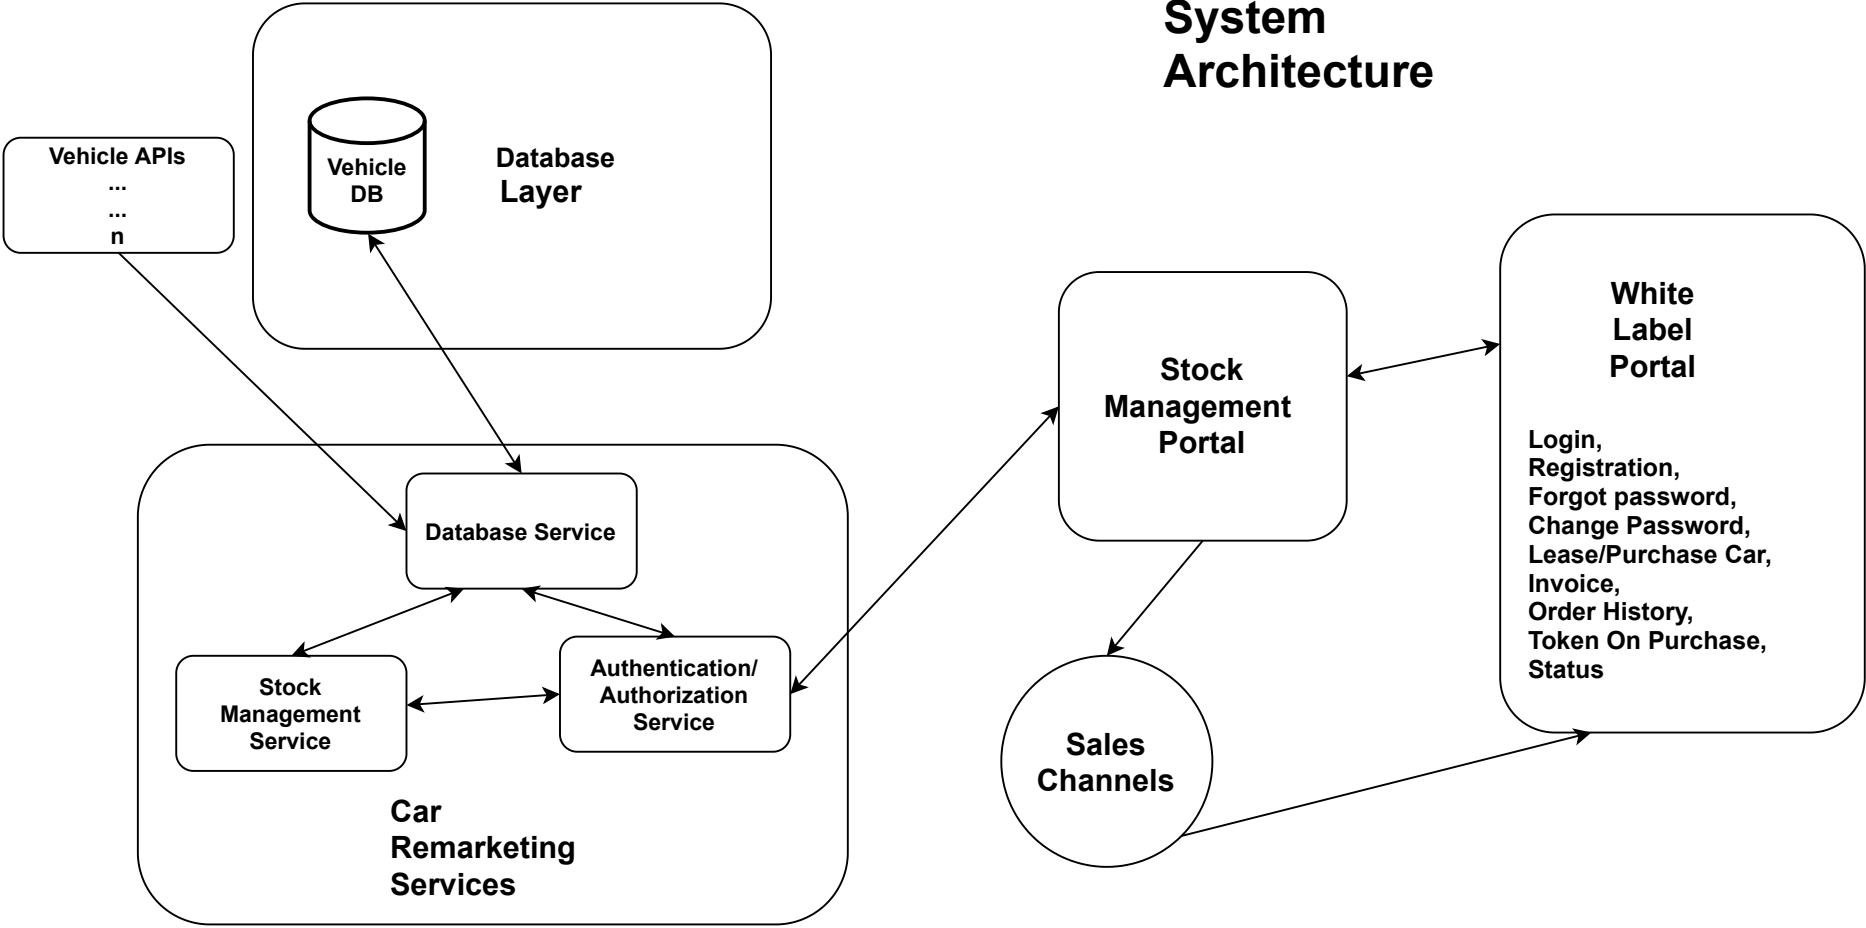 System
Architecture
Vehicle APIs
...
...
n
Vehicle
DB
Database
Layer
Database Service
Stock
Management
Service
Authentication/
Authorization
Service
Car
Remarketing
Services
Stock
Management
Portal
Sales
Channels
White
Label
Portal
Login,
Registration,
Forgot password,
Change Password,
Lease/Purchase Car,
Invoice,
Order History,
Token On Purchase,
Status